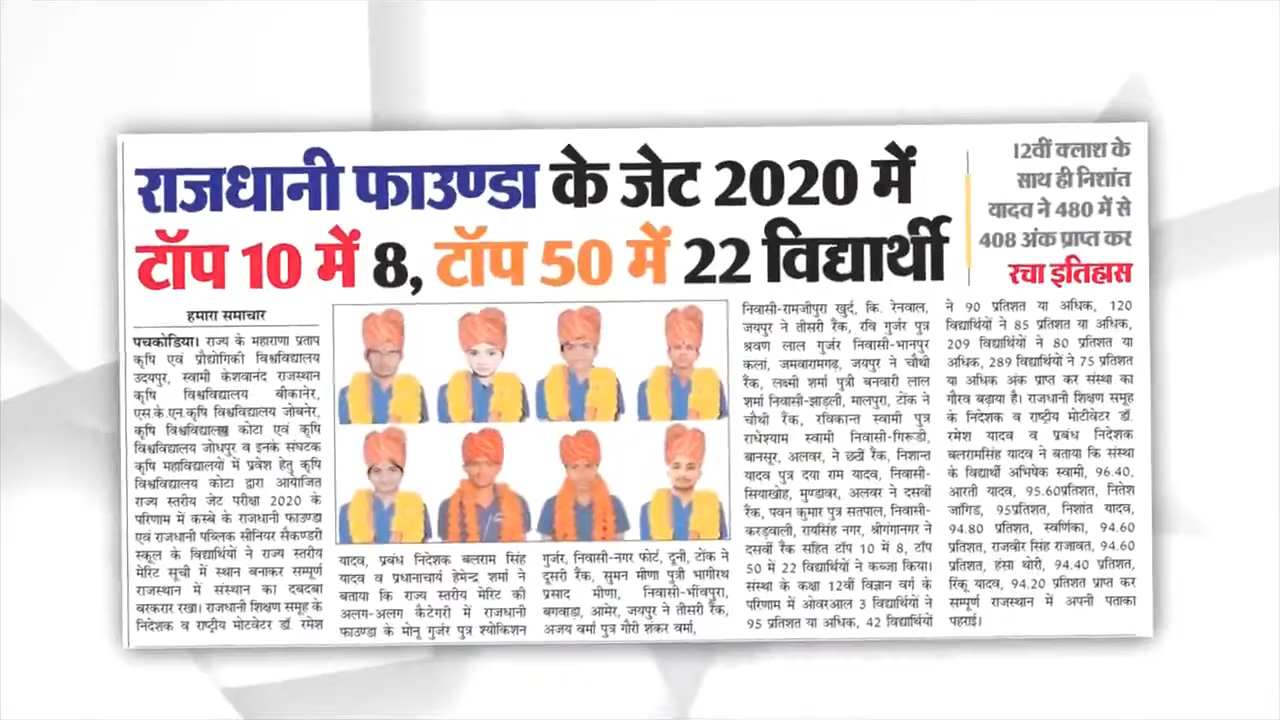 राजधानी फाउण्डा के जेट 2020 में
टॉप 10 में 8, टॉप 50 में 22 विद्यार्थी
12वीं क्लाश के
साथ ही निशांत
यादव ने 480 में से
408 अंक प्राप्त कर
रचा इतिहास
हमारा समाचार
पचकोडिया। राज्य के महाराणा प्रताप
कृषि एवं प्रौद्योगिकी विश्वविद्यालय
उदयपुर, स्वामी केशवानंद राजस्थान
कृषि विश्वविद्यालय बीकानेर,
एस.के.एन.कृषि विश्वविद्यालय जोबनेर,
कृषि विश्वविद्यालय कोटा एवं कृषि
विश्वविद्यालय जोधपुर व इनके संघटक
कृषि महाविद्यालयों में प्रवेश हेतु कृषि
विश्वविद्यालय कोटा द्वारा आयोजित
राज्य स्तरीय जेट परीक्षा 2020 के
परिणाम में कस्बे के राजधानी फाउण्डा
एवं राजधानी पब्लिक सीनियर सैकण्डरी
स्कूल के विद्यार्थियों ने राज्य स्तरीय
मेरिट सूची में स्थान बनाकर सम्पूर्ण
राजस्थान में संस्थान का दबदबा
बरकरार रखा। राजधानी शिक्षण समूह के
निदेशक व राष्ट्रीय मोटवेटर डॉ. रमेश
यादव, प्रबंध निदेशक बलराम सिंह
यादव व प्रधानाचार्य हेमेन्द्र शर्मा ने
बताया कि राज्य स्तरीय मेरिट की
अलग-अलग कैटेगरी में राजधानी
फाउण्डा के मोनू गुर्जर पुत्र श्योकिशन
गुर्जर, निवासी-नगर फोर्ट, दूनी, टोंक ने
दूसरी रैंक, सुमन मीणा पुत्री भागीरथ
प्रसाद मीणा, निवासी-भींवपुरा,
बगवाड़ा, आमेर, जयपुर ने तीसरी रैंक,
अजय वर्मा पुत्र गौरी शंकर वर्मा,
निवासी-रामजीपुरा खुर्द, कि. रेनवाल,
जयपुर ने तीसरी रैंक, रवि गुर्जर पुत्र
श्रवण लाल गुर्जर निवासी-भानपुर
कलां, जमवारामगढ़, जयपुर ने चौथी
रैंक, लक्ष्मी शर्मा पुत्री बनवारी लाल
शर्मा निवासी-झाड़ली, मालपुरा, टोंक ने
चौथी रैंक, रविकान्त स्वामी पुत्र
राधेश्याम स्वामी निवासी-गिरूडी,
बानसूर, अलवर, ने छठीं रैंक, निशान्त
यादव पुत्र दया राम यादव, निवासी-
सियाखोह, मुण्डावर, अलवर ने दसवीं
रैंक, पवन कुमार पुत्र सतपाल, निवासी-
करड़वाली, रायसिंह नगर, श्रीगंगानगर ने
दसवीं रैंक सहित टॉप 10 में 8, टॉप
50 में 22 विद्यार्थियों ने कब्जा किया।
संस्था के कक्षा 12वीं विज्ञान वर्ग के
परिणाम में ओवरआल 3 विद्यार्थियों ने
95 प्रतिशत या अधिक, 42 विद्यार्थियों
ने 90 प्रतिशत या अधिक, 120
विद्यार्थियों ने 85 प्रतिशत या अधिक,
209 विद्यार्थियों ने 80 प्रतिशत या
अधिक, 289 विद्यार्थियों ने 75 प्रतिशत
या अधिक अंक प्राप्त कर संस्था का
गौरव बढ़ाया है। राजधानी शिक्षण समूह
के निदेशक व राष्ट्रीय मोटीवेटर डॉ.
रमेश यादव व प्रबंध निदेशक
बलरामसिंह यादव ने बताया कि संस्था
के विद्यार्थी अभिषेक स्वामी, 96.40,
आरती यादव, 95.60प्रतिशत, नितेश
जांगिड, 95प्रतिशत, निशांत यादव,
94.80 प्रतिशत, स्वर्णिका, 94.60
प्रतिशत, राजवीर सिंह राजावत, 94.60
प्रतिशत, हंसा थोरी, 94.40 प्रतिशत,
रिंकू यादव, 94.20 प्रतिशत प्राप्त कर
सम्पूर्ण राजस्थान में अपनी पताका
पहराई।